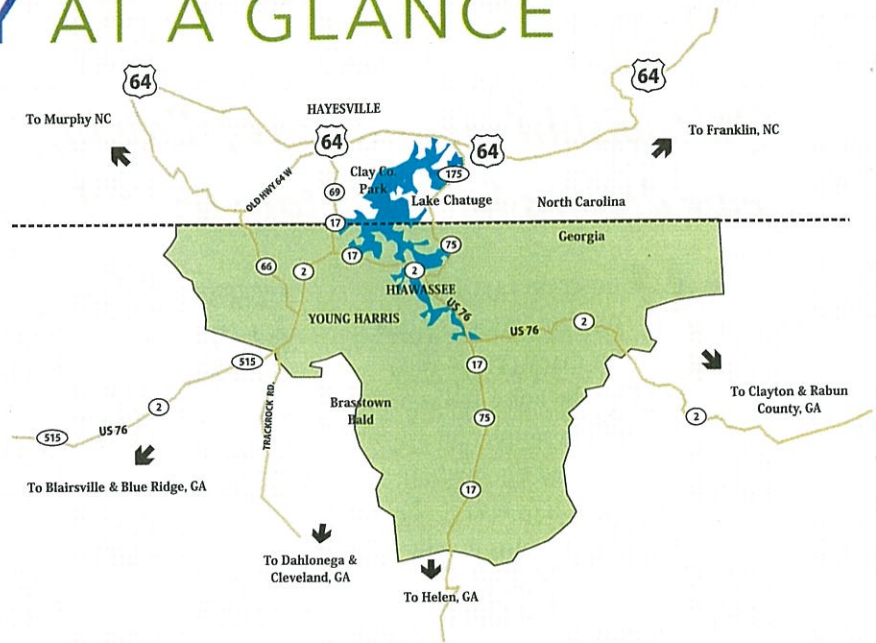 Y AT A GLANCE
64
64
To Murphy NC
HAYESVILLE
64
64
To Franklin, NC
Clay Co.
Park
175
69
OLD HWY 64 W
Lake Chatuge
North Carolina
17
Georgia
75
17
66
2
2
HIAWASSEE
US 76
YOUNG HARRIS
US 76
2
515
17
To Clayton & Rabun
County, GA
TRACKROCK RD.
Brasstown
Bald
2
75
2
515
US 76
To Blairsville & Blue Ridge, GA
17
To Dahlonega &
Cleveland, GA
To Helen, GA